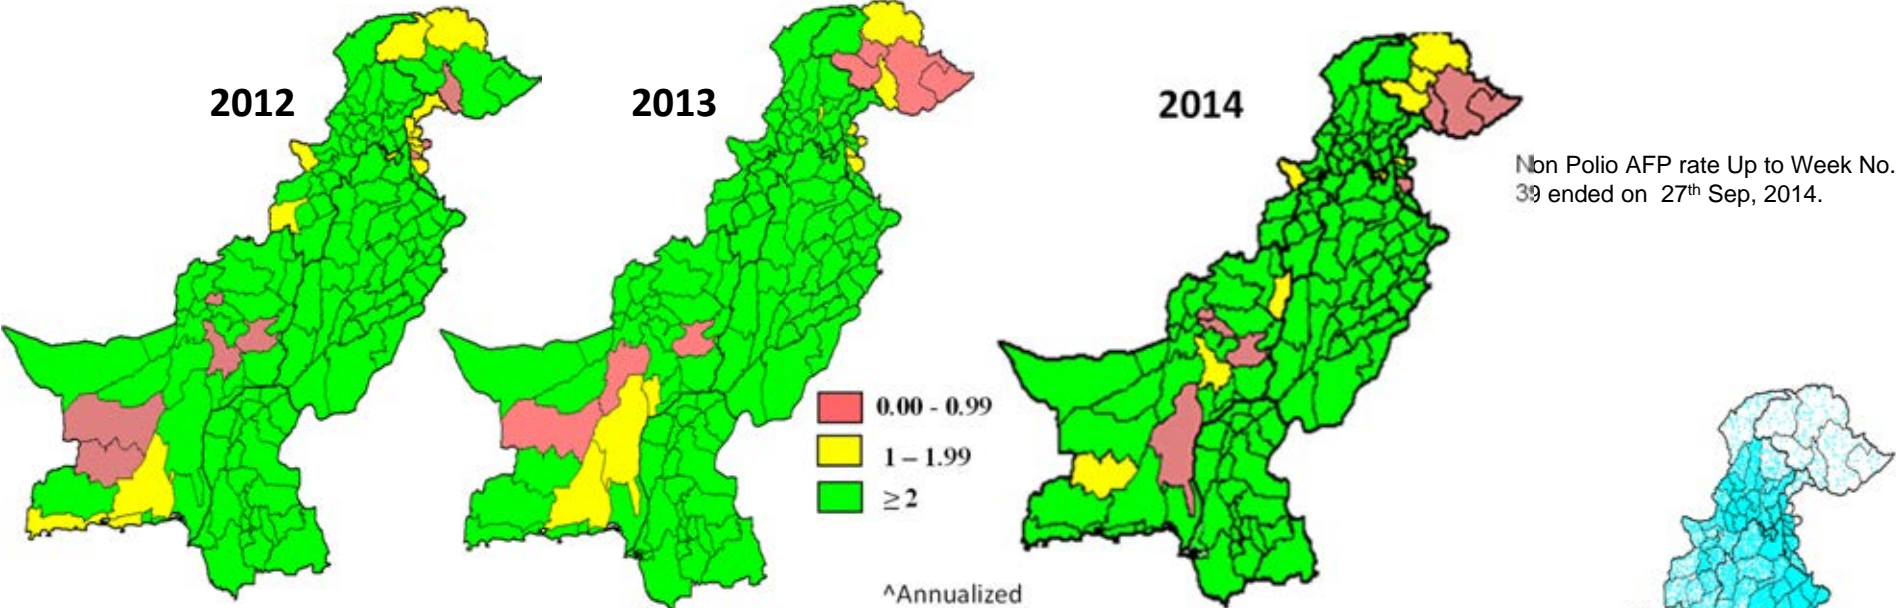 2012
2013
2014
Non Polio AFP rate Up to Week No.
39 ended on 27th Sep, 2014.
0.00 - 0.99
1 – 1.99
≥ 2
^Annualized